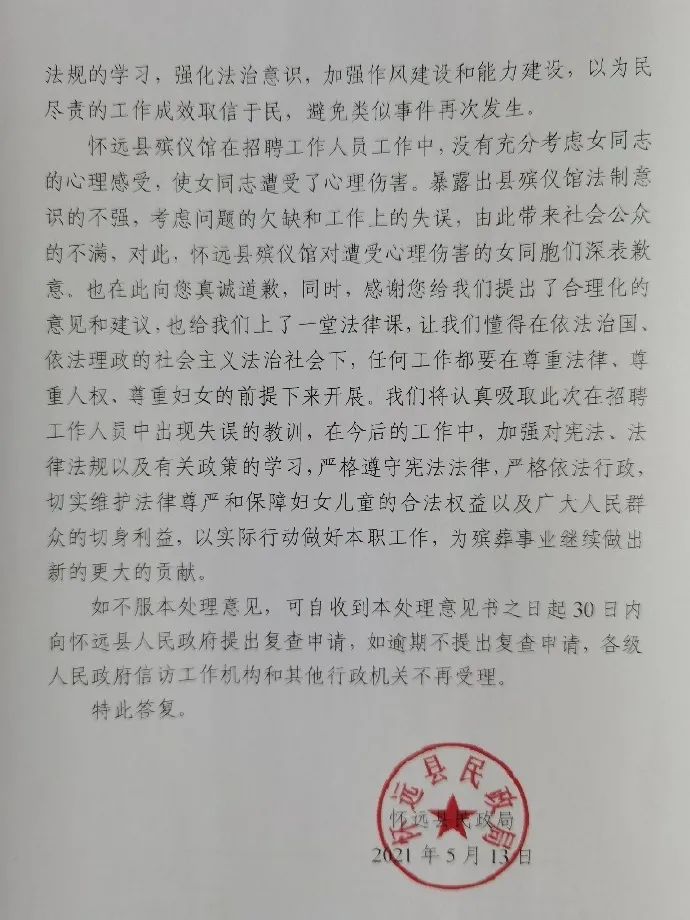 法规的学习，强化法治意识，加强作风建设和能力建设，以为民
尽责的工作成效取信于民，避免类似事件再次发生。
怀远县殡仪馆在招聘工作人员工作中，没有充分考虑女同志
的心理感受，使女同志遭受了心理伤害。暴露出县殡仪馆法制意
识的不强，考虑问题的欠缺和工作上的失误，由此带来社会公众
的不满，对此，怀远县殡仪馆对遭受心理伤害的女同胞们深表歉
意。也在此向您真诚道歉，同时，感谢您给我们提出了合理化的
意见和建议，也给我们上了一堂法律课，让我们懂得在依法治国、
依法理政的社会主义法治社会下，任何工作都要在尊重法律、尊
重人权、尊重妇女的前提下来开展。我们将认真吸取此次在招聘
工作人员中出现失误的教训，在今后的工作中，加强对宪法、法
律法规以及有关政策的学习，严格遵守宪法法律，严格依法行政，
切实维护法律尊严和保障妇女儿童的合法权益以及广大人民群
众的切身利益，以实际行动做好本职工作，为殡葬事业继续做出
新的更大的贡献。
如不服本处理意见，可自收到本处理意见书之日起30日内
向怀远县人民政府提出复查申请，如逾期不提出复查申请，各级
人民政府信访工作机构和其他行政机关不再受理。
特此答复。
怀远县民政局
怀远县民政局
2021年5月13日